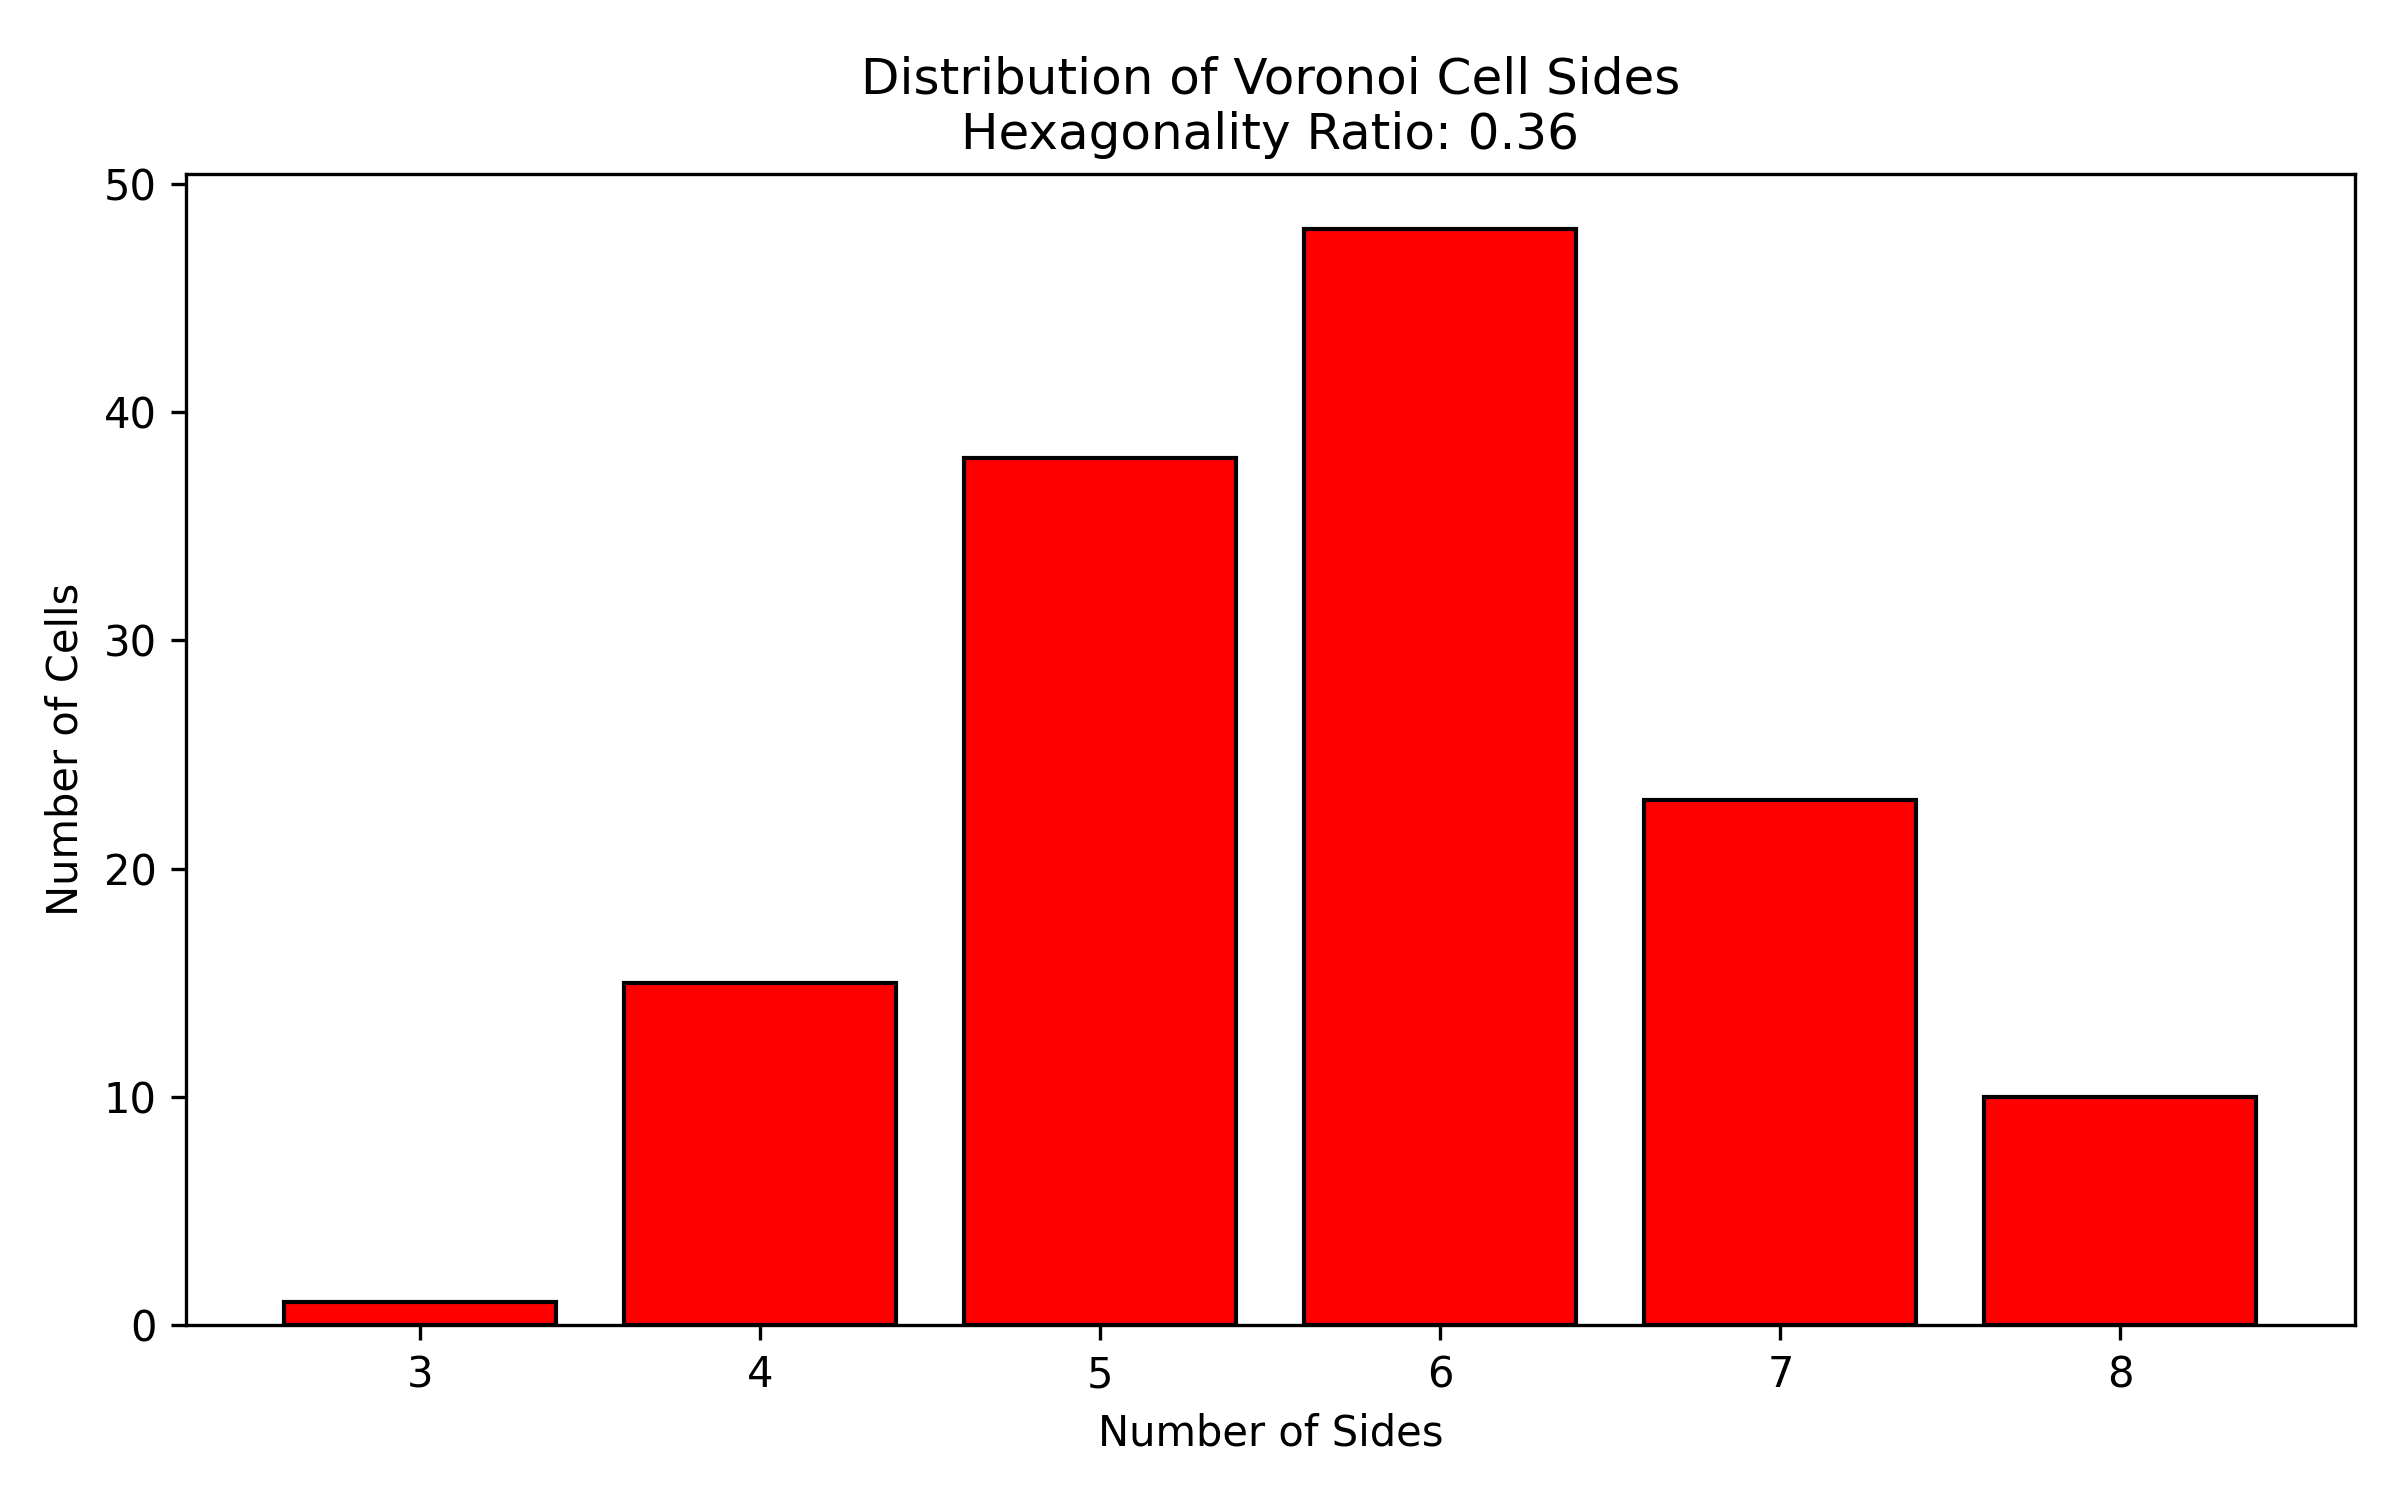 Distribution of Voronoi Cell Sides
Hexagonality Ratio: 0.36
50
40
30
20
10
0
Number of Cells
3 4 5 6 7 8
Number of Sides